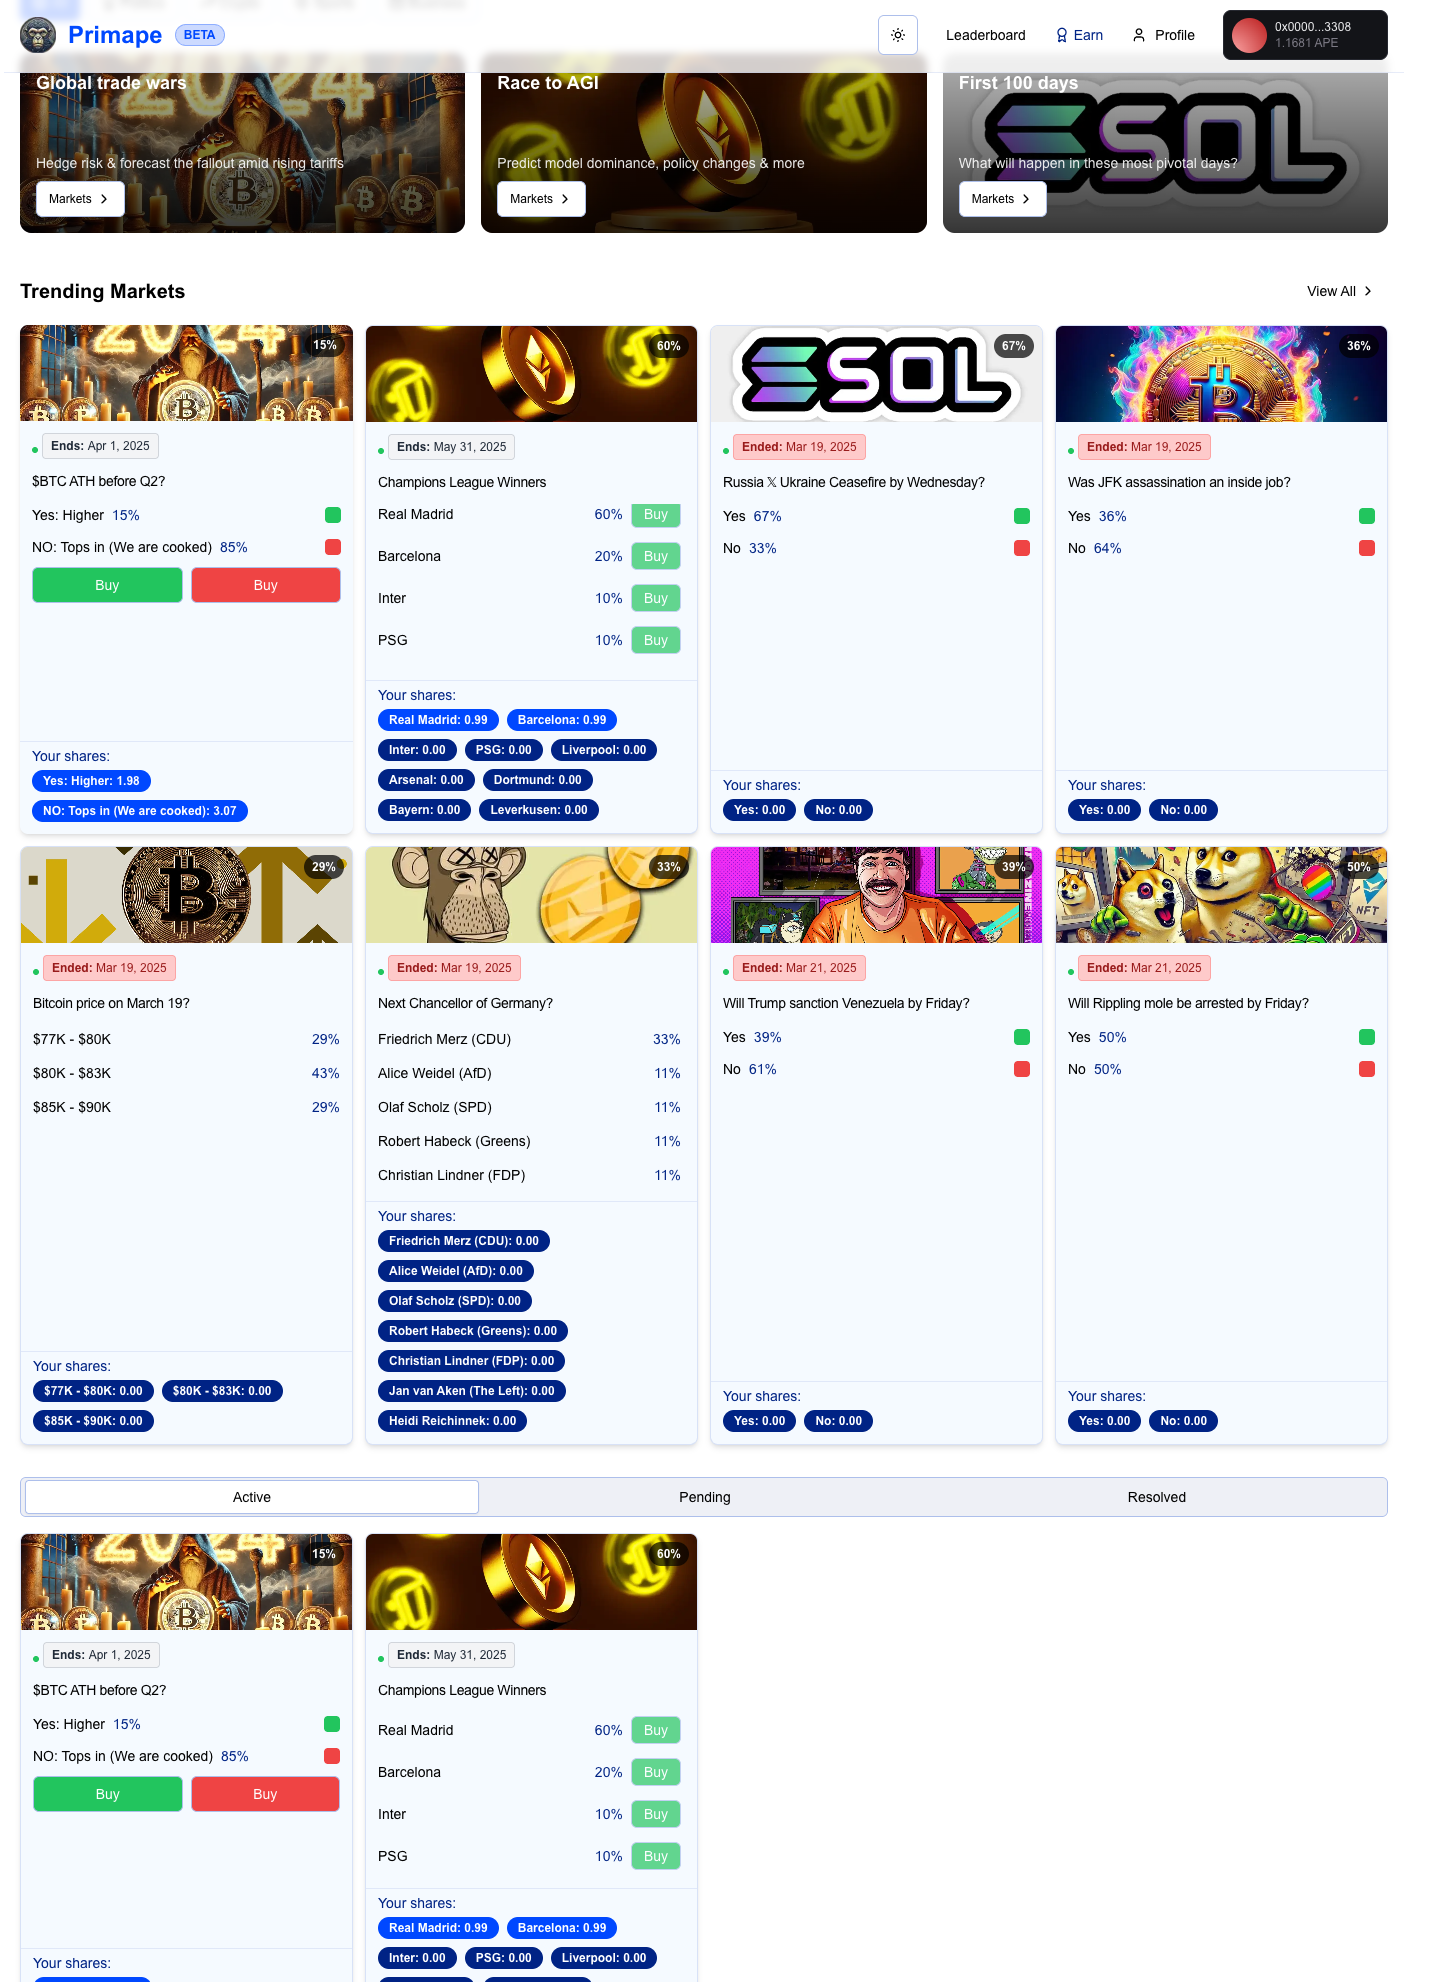 Primape BETA
Leaderboard
Earn
Profile
0x0000...3308
1.1681 APE
Global trade wars
Hedge risk & forecast the fallout amid rising tariffs
Markets
Race to AGI
Predict model dominance, policy changes & more
Markets
First 100 days
What will happen in these most pivotal days?
Markets
SOL
Trending Markets
View All
2024
15%
Ends: Apr 1, 2025
$BTC ATH before Q2?
Yes: Higher 15%
NO: Tops in (We are cooked) 85%
Buy Buy
Your shares:
Yes: Higher: 1.98
NO: Tops in (We are cooked): 3.07
60%
Ends: May 31, 2025
Champions League Winners
Real Madrid 60% Buy
Barcelona 20% Buy
Inter 10% Buy
PSG 10% Buy
Your shares:
Real Madrid: 0.99 Barcelona: 0.99
Inter: 0.00 PSG: 0.00 Liverpool: 0.00
Arsenal: 0.00 Dortmund: 0.00
Bayern: 0.00 Leverkusen: 0.00
SOL
67%
Ended: Mar 19, 2025
Russia 𝕏 Ukraine Ceasefire by Wednesday?
Yes 67%
No 33%
Your shares:
Yes: 0.00 No: 0.00
36%
Ended: Mar 19, 2025
Was JFK assassination an inside job?
Yes 36%
No 64%
Your shares:
Yes: 0.00 No: 0.00
29%
Ended: Mar 19, 2025
Bitcoin price on March 19?
$77K - $80K 29%
$80K - $83K 43%
$85K - $90K 29%
Your shares:
$77K - $80K: 0.00 $80K - $83K: 0.00
$85K - $90K: 0.00
33%
Ended: Mar 19, 2025
Next Chancellor of Germany?
Friedrich Merz (CDU) 33%
Alice Weidel (AfD) 11%
Olaf Scholz (SPD) 11%
Robert Habeck (Greens) 11%
Christian Lindner (FDP) 11%
Your shares:
Friedrich Merz (CDU): 0.00
Alice Weidel (AfD): 0.00
Olaf Scholz (SPD): 0.00
Robert Habeck (Greens): 0.00
Christian Lindner (FDP): 0.00
Jan van Aken (The Left): 0.00
Heidi Reichinnek: 0.00
39%
Ended: Mar 21, 2025
Will Trump sanction Venezuela by Friday?
Yes 39%
No 61%
Your shares:
Yes: 0.00 No: 0.00
50%
NFT
Ended: Mar 21, 2025
Will Rippling mole be arrested by Friday?
Yes 50%
No 50%
Your shares:
Yes: 0.00 No: 0.00
Active
Pending
Resolved
2024
15%
Ends: Apr 1, 2025
$BTC ATH before Q2?
Yes: Higher 15%
NO: Tops in (We are cooked) 85%
Buy Buy
Your shares:
60%
Ends: May 31, 2025
Champions League Winners
Real Madrid 60% Buy
Barcelona 20% Buy
Inter 10% Buy
PSG 10% Buy
Your shares:
Real Madrid: 0.99 Barcelona: 0.99
Inter: 0.00 PSG: 0.00 Liverpool: 0.00